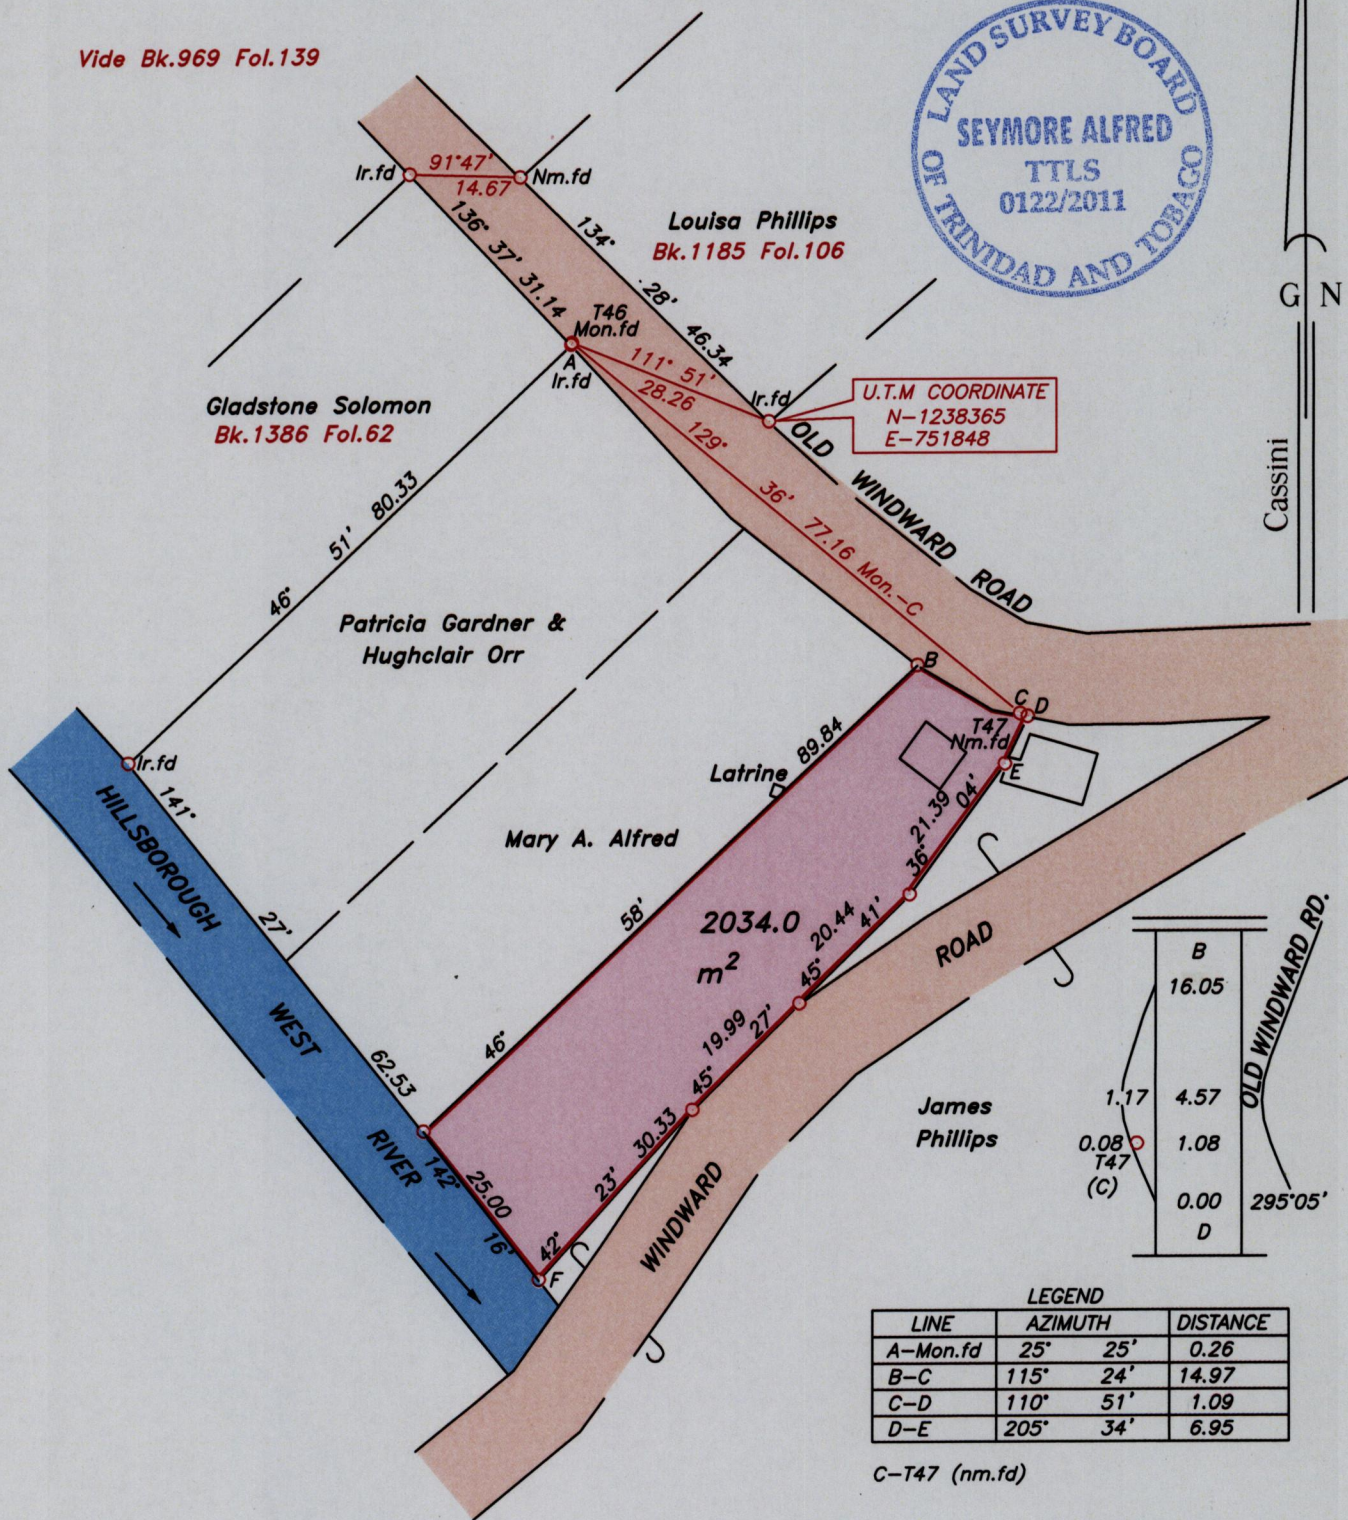 Vide Bk.969 Fol.139
LAND SURVEY BOARD
OF TRINIDAD AND TOBAGO
SEYMORE ALFRED
TTLS
0122/2011
Ir.fd
91°47'
14.67
Nm.fd
136° 37' 31.14
134° 28' 46.34
Louisa Phillips
Bk.1185 Fol.106
G N
Cassini
T46
Mon.fd
A
Ir.fd
111° 51'
28.26
Ir.fd
U.T.M COORDINATE
N-1238365
E-751848
129° 36' 77.16 Mon.-C
OLD WINDWARD ROAD
Gladstone Solomon
Bk.1386 Fol.62
46° 51' 80.33
Patricia Gardner &
Hughclair Orr
B
C
D
T47
Nm.fd
E
Ir.fd
141° 27' 62.53
HILLSBOROUGH WEST RIVER
Latrine
Mary A. Alfred
46° 58' 89.84
2034.0
m²
36° 04'
21.39
45° 41'
20.44
45° 27'
19.99
42° 23'
30.33
142° 16'
25.00
F
WINDWARD ROAD
James
Phillips
B
16.05
1.17
4.57
0.08
1.08
T47
(C)
0.00
D
OLD WINDWARD RD.
295°05'
LEGEND
LINE AZIMUTH DISTANCE
A-Mon.fd 25° 25' 0.26
B-C 115° 24' 14.97
C-D 110° 51' 1.09
D-E 205° 34' 6.95
C-T47 (nm.fd)